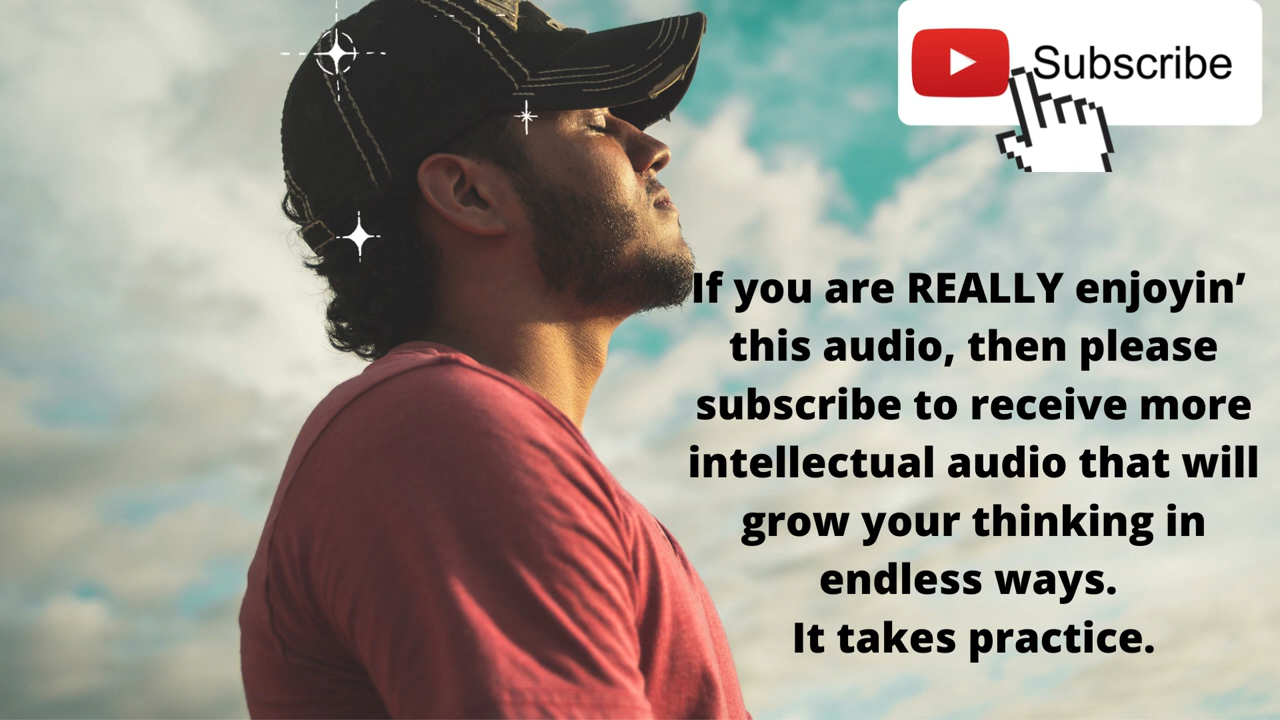 Subscribe
If you are REALLY enjoyin’
this audio, then please
subscribe to receive more
intellectual audio that will
grow your thinking in
endless ways.
It takes practice.